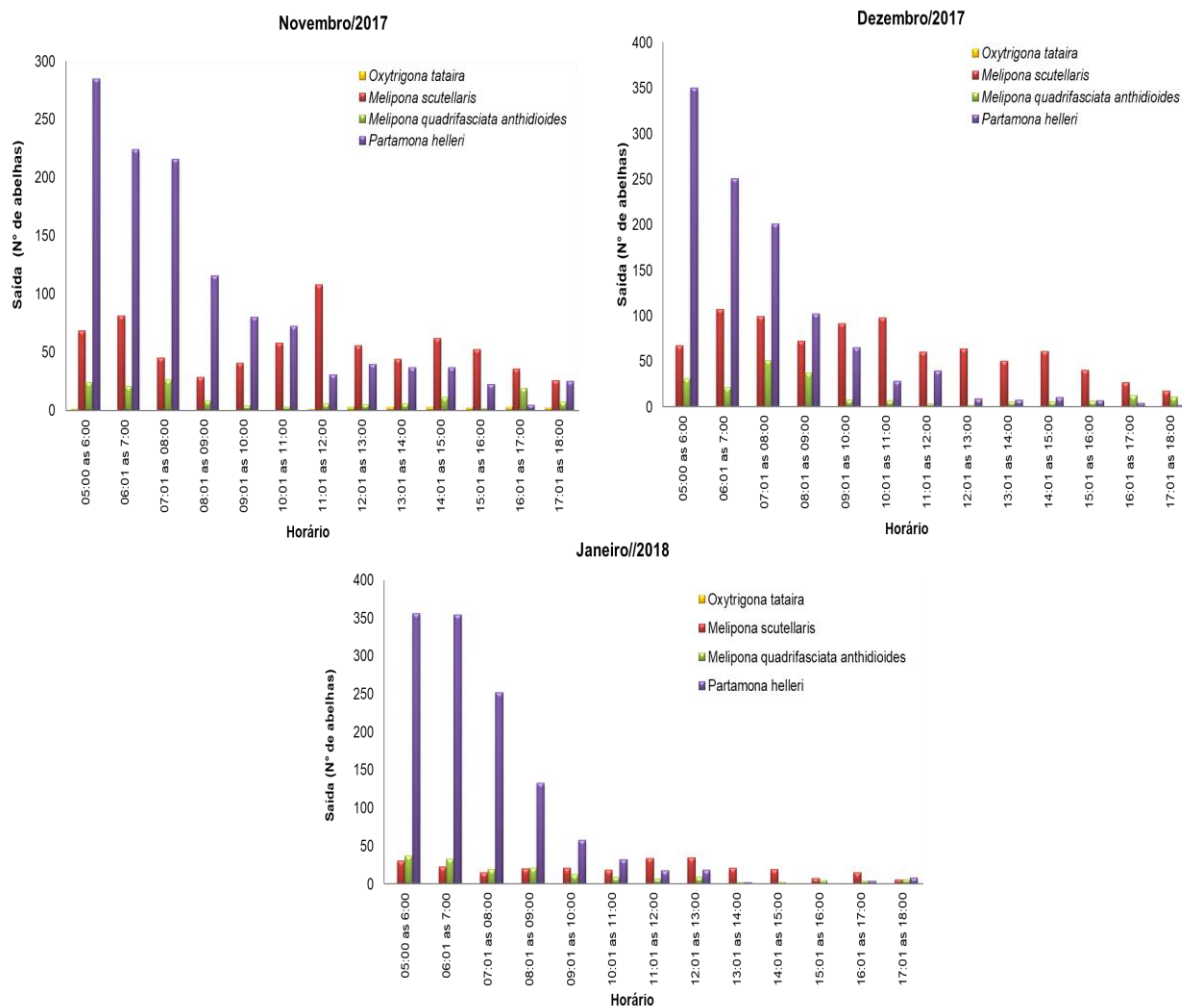 Novembro/2017
Oxytrigona tataira
Melipona scutellaris
Melipona quadrifasciata anthidioides
Partamona helleri
Saída (N° de abelhas)
300
250
200
150
100
50
0
05:00 as 6:00
06:01 as 7:00
07:01 as 08:00
08:01 as 09:00
09:01 as 10:00
10:01 as 11:00
11:01 as 12:00
12:01 as 13:00
13:01 as 14:00
14:01 as 15:00
15:01 as 16:00
16:01 as 17:00
17:01 as 18:00
Horário
Dezembro/2017
Oxytrigona tataira
Melipona scutellaris
Melipona quadrifasciata anthidioides
Partamona helleri
Saída (N° de abelhas)
400
350
300
250
200
150
100
50
0
05:00 as 6:00
06:01 as 7:00
07:01 as 08:00
08:01 as 09:00
09:01 as 10:00
10:01 as 11:00
11:01 as 12:00
12:01 as 13:00
13:01 as 14:00
14:01 as 15:00
15:01 as 16:00
16:01 as 17:00
17:01 as 18:00
Horário
Janeiro//2018
Oxytrigona tataira
Melipona scutellaris
Melipona quadrifasciata anthidioides
Partamona helleri
Saída (N° de abelhas)
400
350
300
250
200
150
100
50
0
05:00 as 6:00
06:01 as 7:00
07:01 as 08:00
08:01 as 09:00
09:01 as 10:00
10:01 as 11:00
11:01 as 12:00
12:01 as 13:00
13:01 as 14:00
14:01 as 15:00
15:01 as 16:00
16:01 as 17:00
17:01 as 18:00
Horário